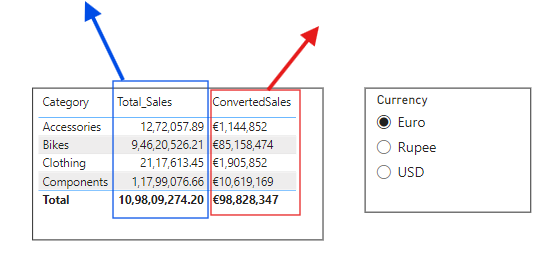 Category Total_Sales ConvertedSales
Accessories 12,72,057.89 €1,144,852
Bikes 9,46,20,526.21 €85,158,474
Clothing 21,17,613.45 €1,905,852
Components 1,17,99,076.66 €10,619,169
Total 10,98,09,274.20 €98,828,347
Currency
Euro
Rupee
USD